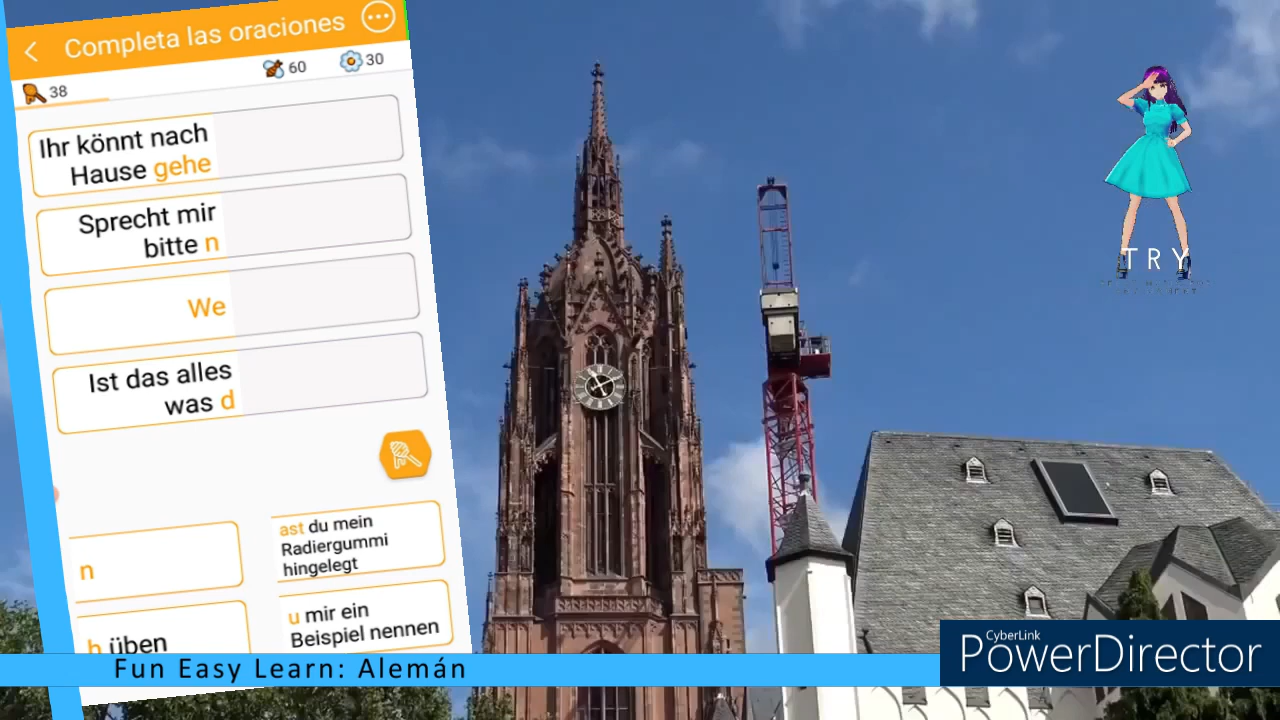 Completa las oraciones
38
60
30
Ihr könnt nach
Hause gehe
Sprecht mir
bitte n
We
Ist das alles
was d
n
ast du mein
Radiergummi
hingelegt
h üben
u mir ein
Beispiel nennen
TRY
Fun Easy Learn: Alemán
CyberLink
PowerDirector